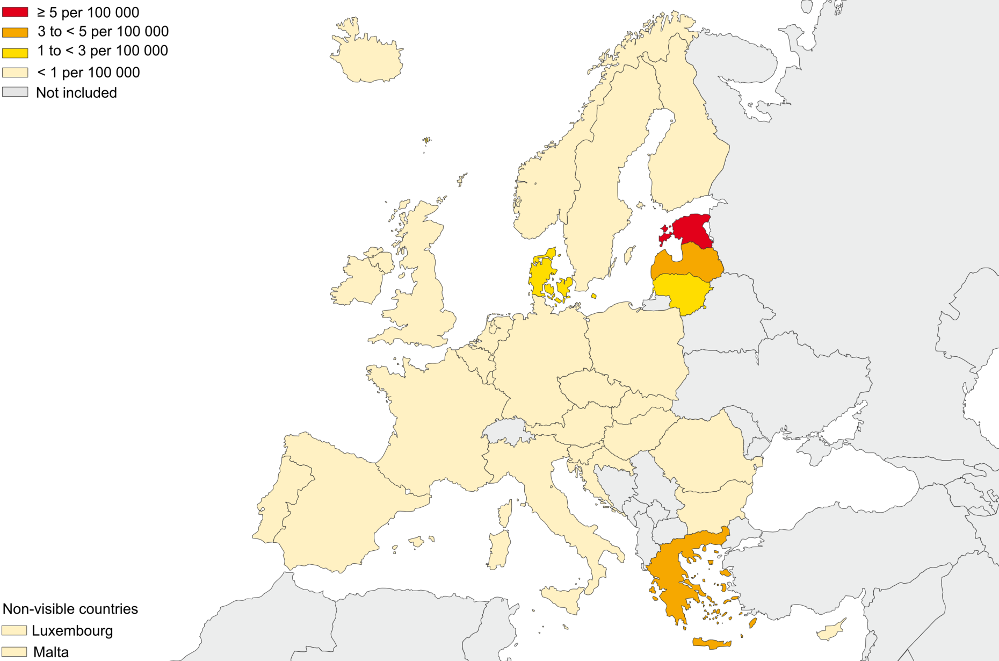 ≥ 5 per 100 000
3 to < 5 per 100 000
1 to < 3 per 100 000
< 1 per 100 000
Not included
Non-visible countries
Luxembourg
Malta